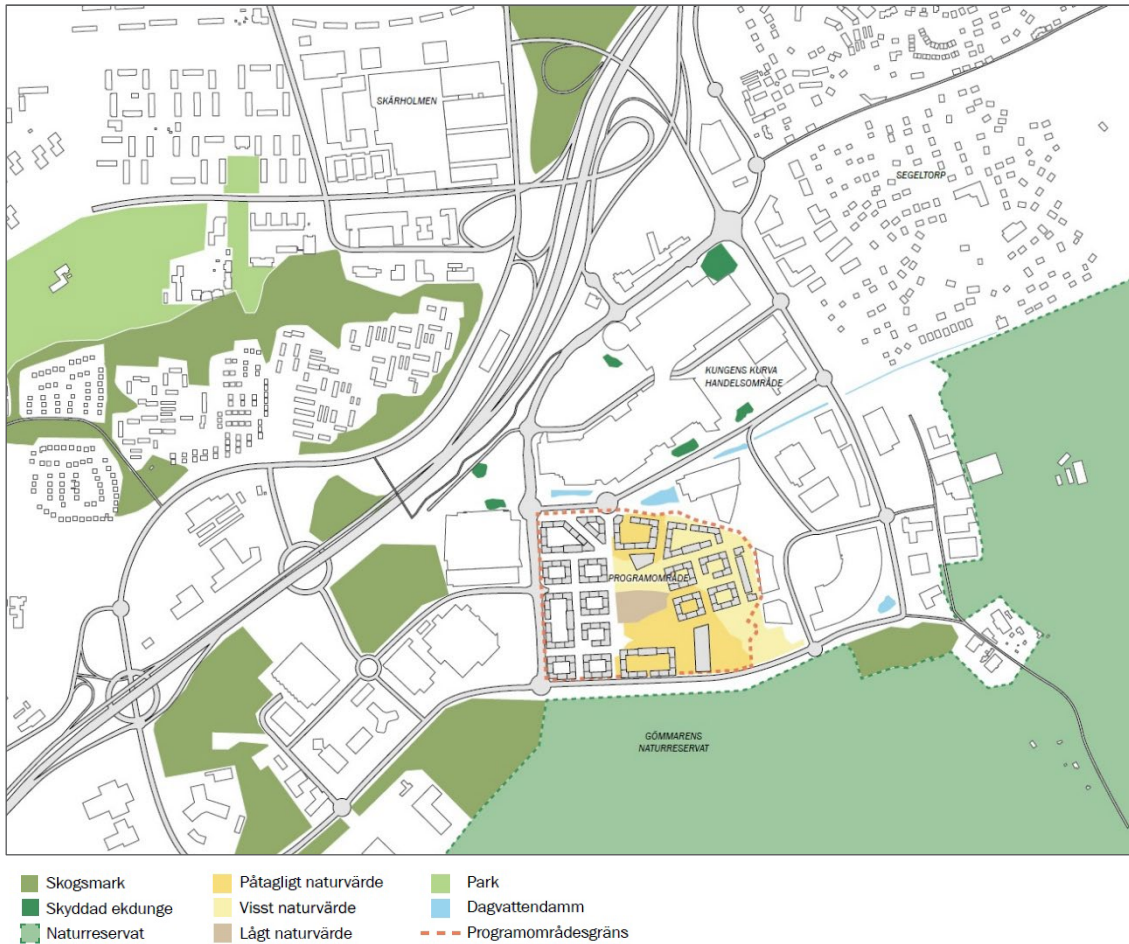 SKÄRHOLMEN
SEGELTORP
KUNGENS KURVA
HANDELSOMRÅDE
PROGRAMOMRÅDE
GÖMMARENS
NATURRESERVAT
Skogsmark
Skyddad ekdunge
Naturreservat
Påtagligt naturvärde
Visst naturvärde
Lågt naturvärde
Park
Dagvattendamm
Programområdesgräns